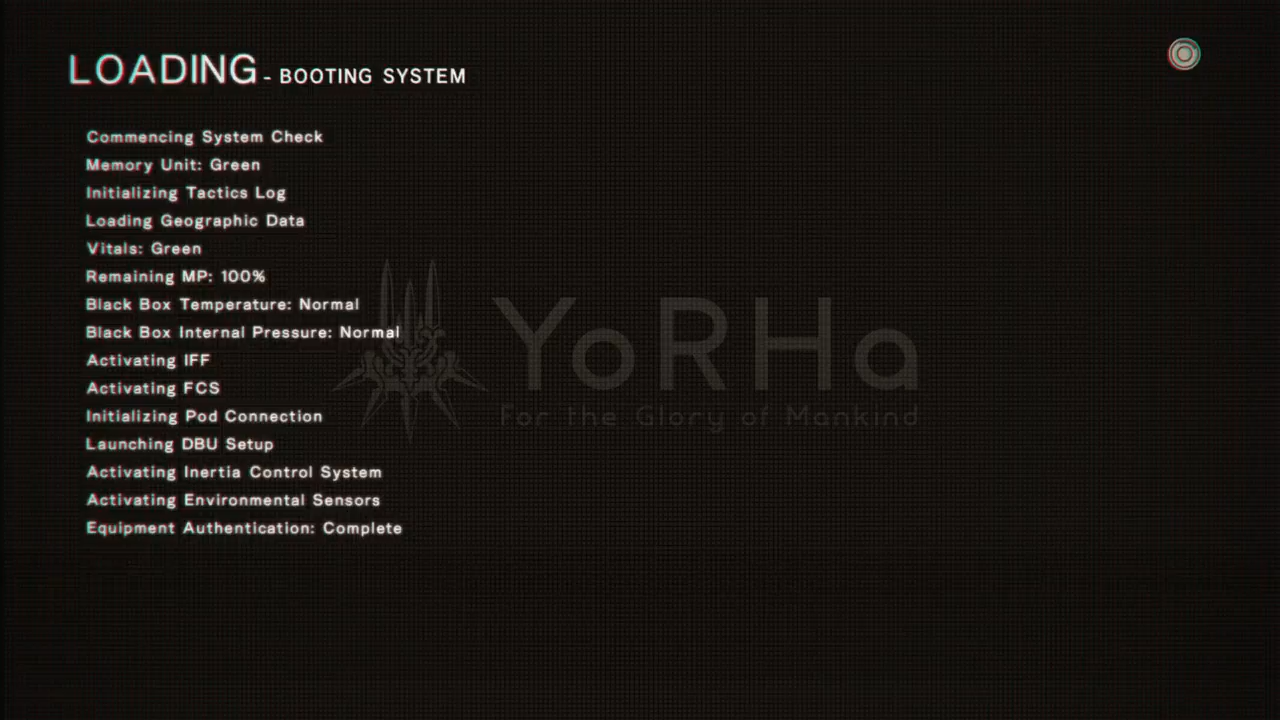 LOADING - BOOTING SYSTEM
Commencing System Check
Memory Unit: Green
Initializing Tactics Log
Loading Geographic Data
Vitals: Green
Remaining MP: 100%
Black Box Temperature: Normal
Black Box Internal Pressure: Normal
Activating IFF
Activating FCS
Initializing Pod Connection
Launching DBU Setup
Activating Inertia Control System
Activating Environmental Sensors
Equipment Authentication: Complete
YoRHa
For the Glory of Mankind